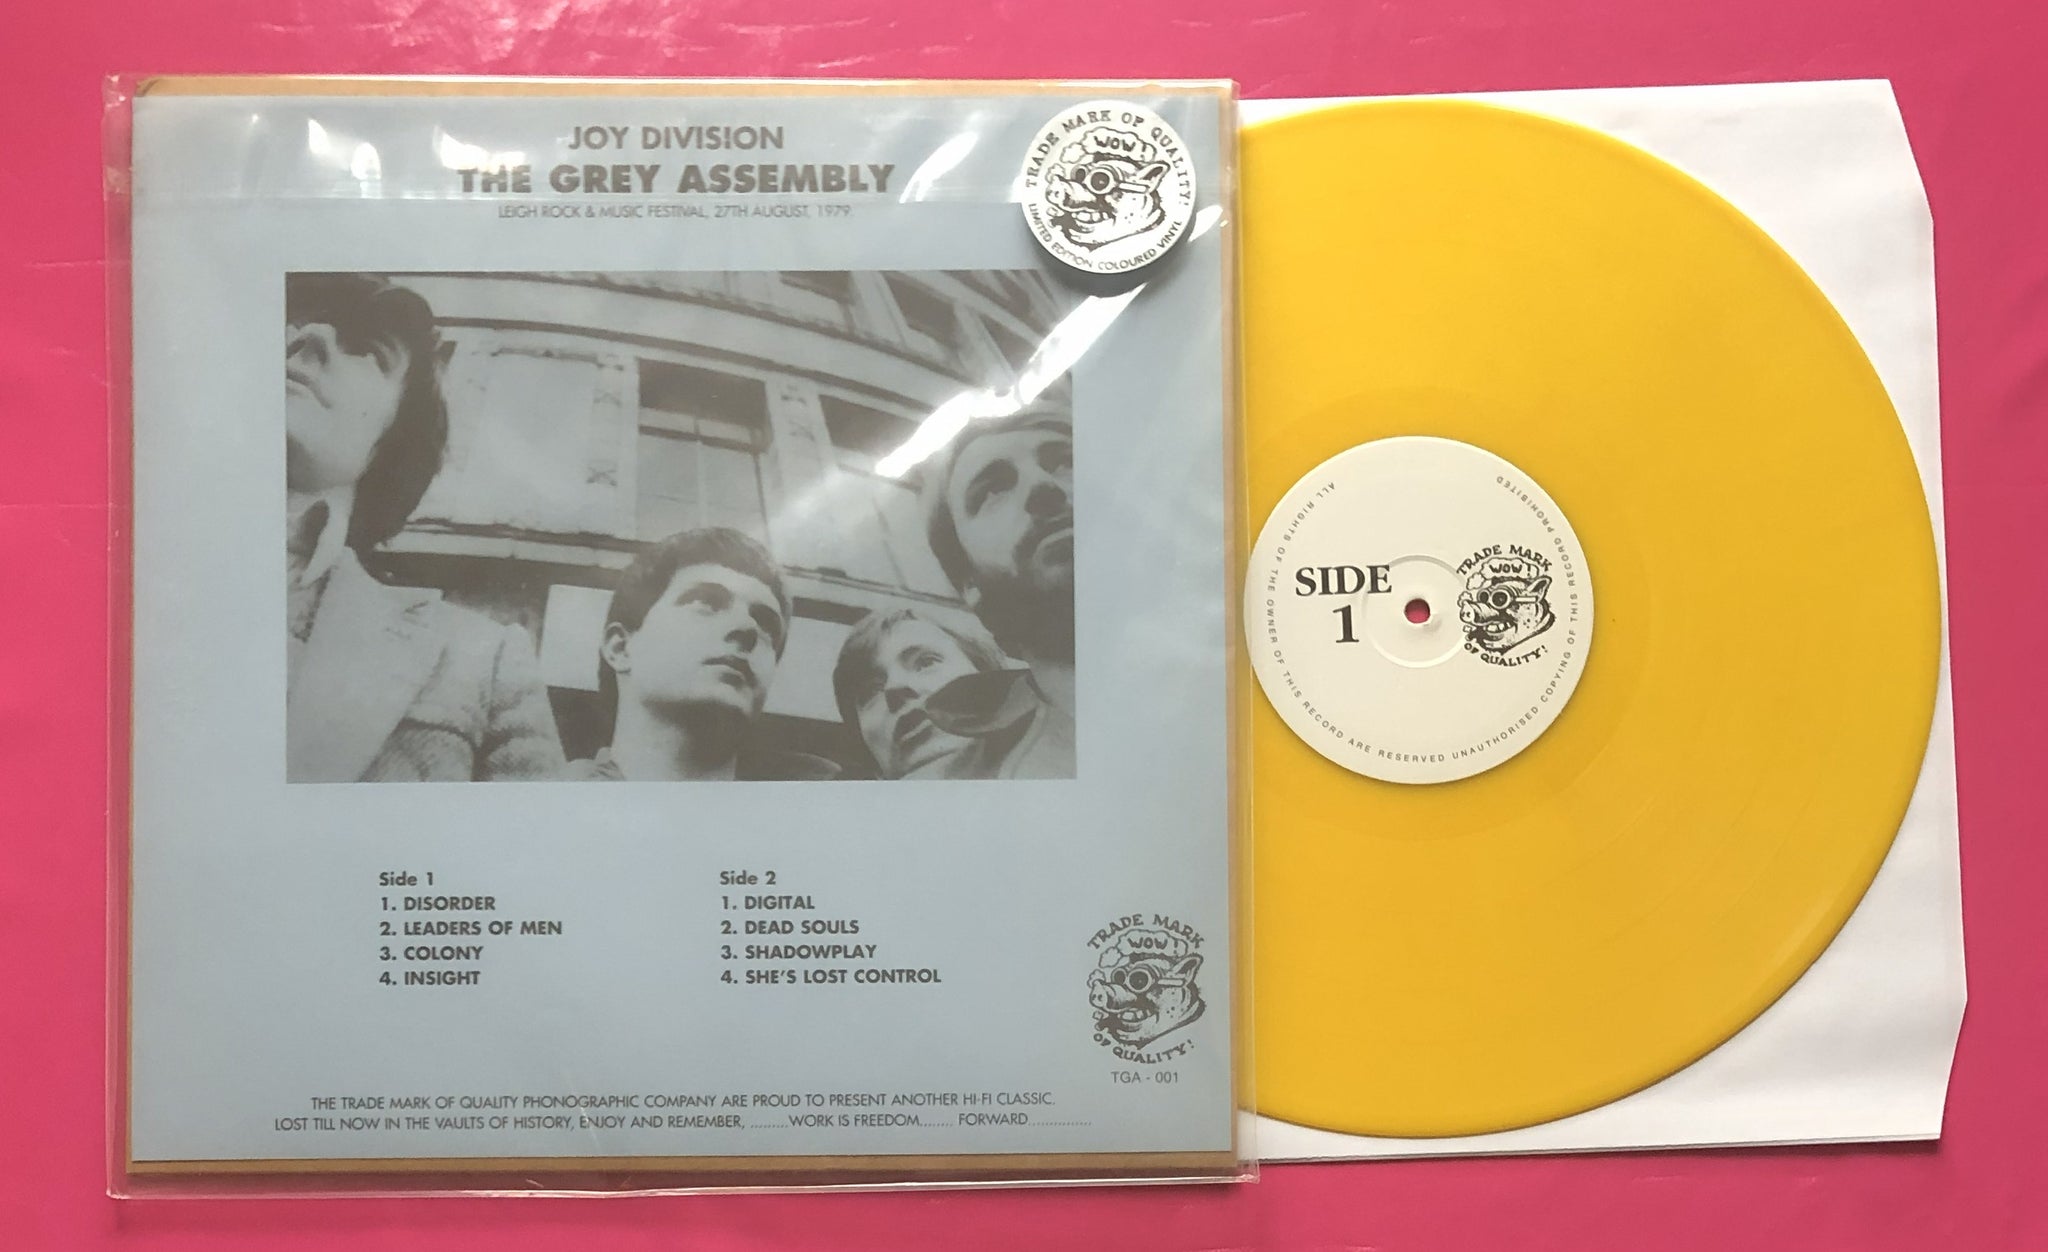 JOY DIVISION
THE GREY ASSEMBLY
LEIGH ROCK & MUSIC FESTIVAL, 27TH AUGUST, 1979.
TRADE MARK OF QUALITY!
WOW!
LIMITED EDITION COLOURED VINYL
Side 1
1. DISORDER
2. LEADERS OF MEN
3. COLONY
4. INSIGHT
Side 2
1. DIGITAL
2. DEAD SOULS
3. SHADOWPLAY
4. SHE'S LOST CONTROL
TRADE MARK
WOW!
OF QUALITY!
TGA - 001
THE TRADE MARK OF QUALITY PHONOGRAPHIC COMPANY ARE PROUD TO PRESENT ANOTHER HI-FI CLASSIC.
LOST TILL NOW IN THE VAULTS OF HISTORY, ENJOY AND REMEMBER, .........WORK IS FREEDOM........ FORWARD...............
ALL RIGHTS OF THE OWNER OF THIS RECORD ARE RESERVED UNAUTHORISED COPYING OF THIS RECORD PROHIBITED
SIDE
1
TRADE MARK
WOW!
OF QUALITY!